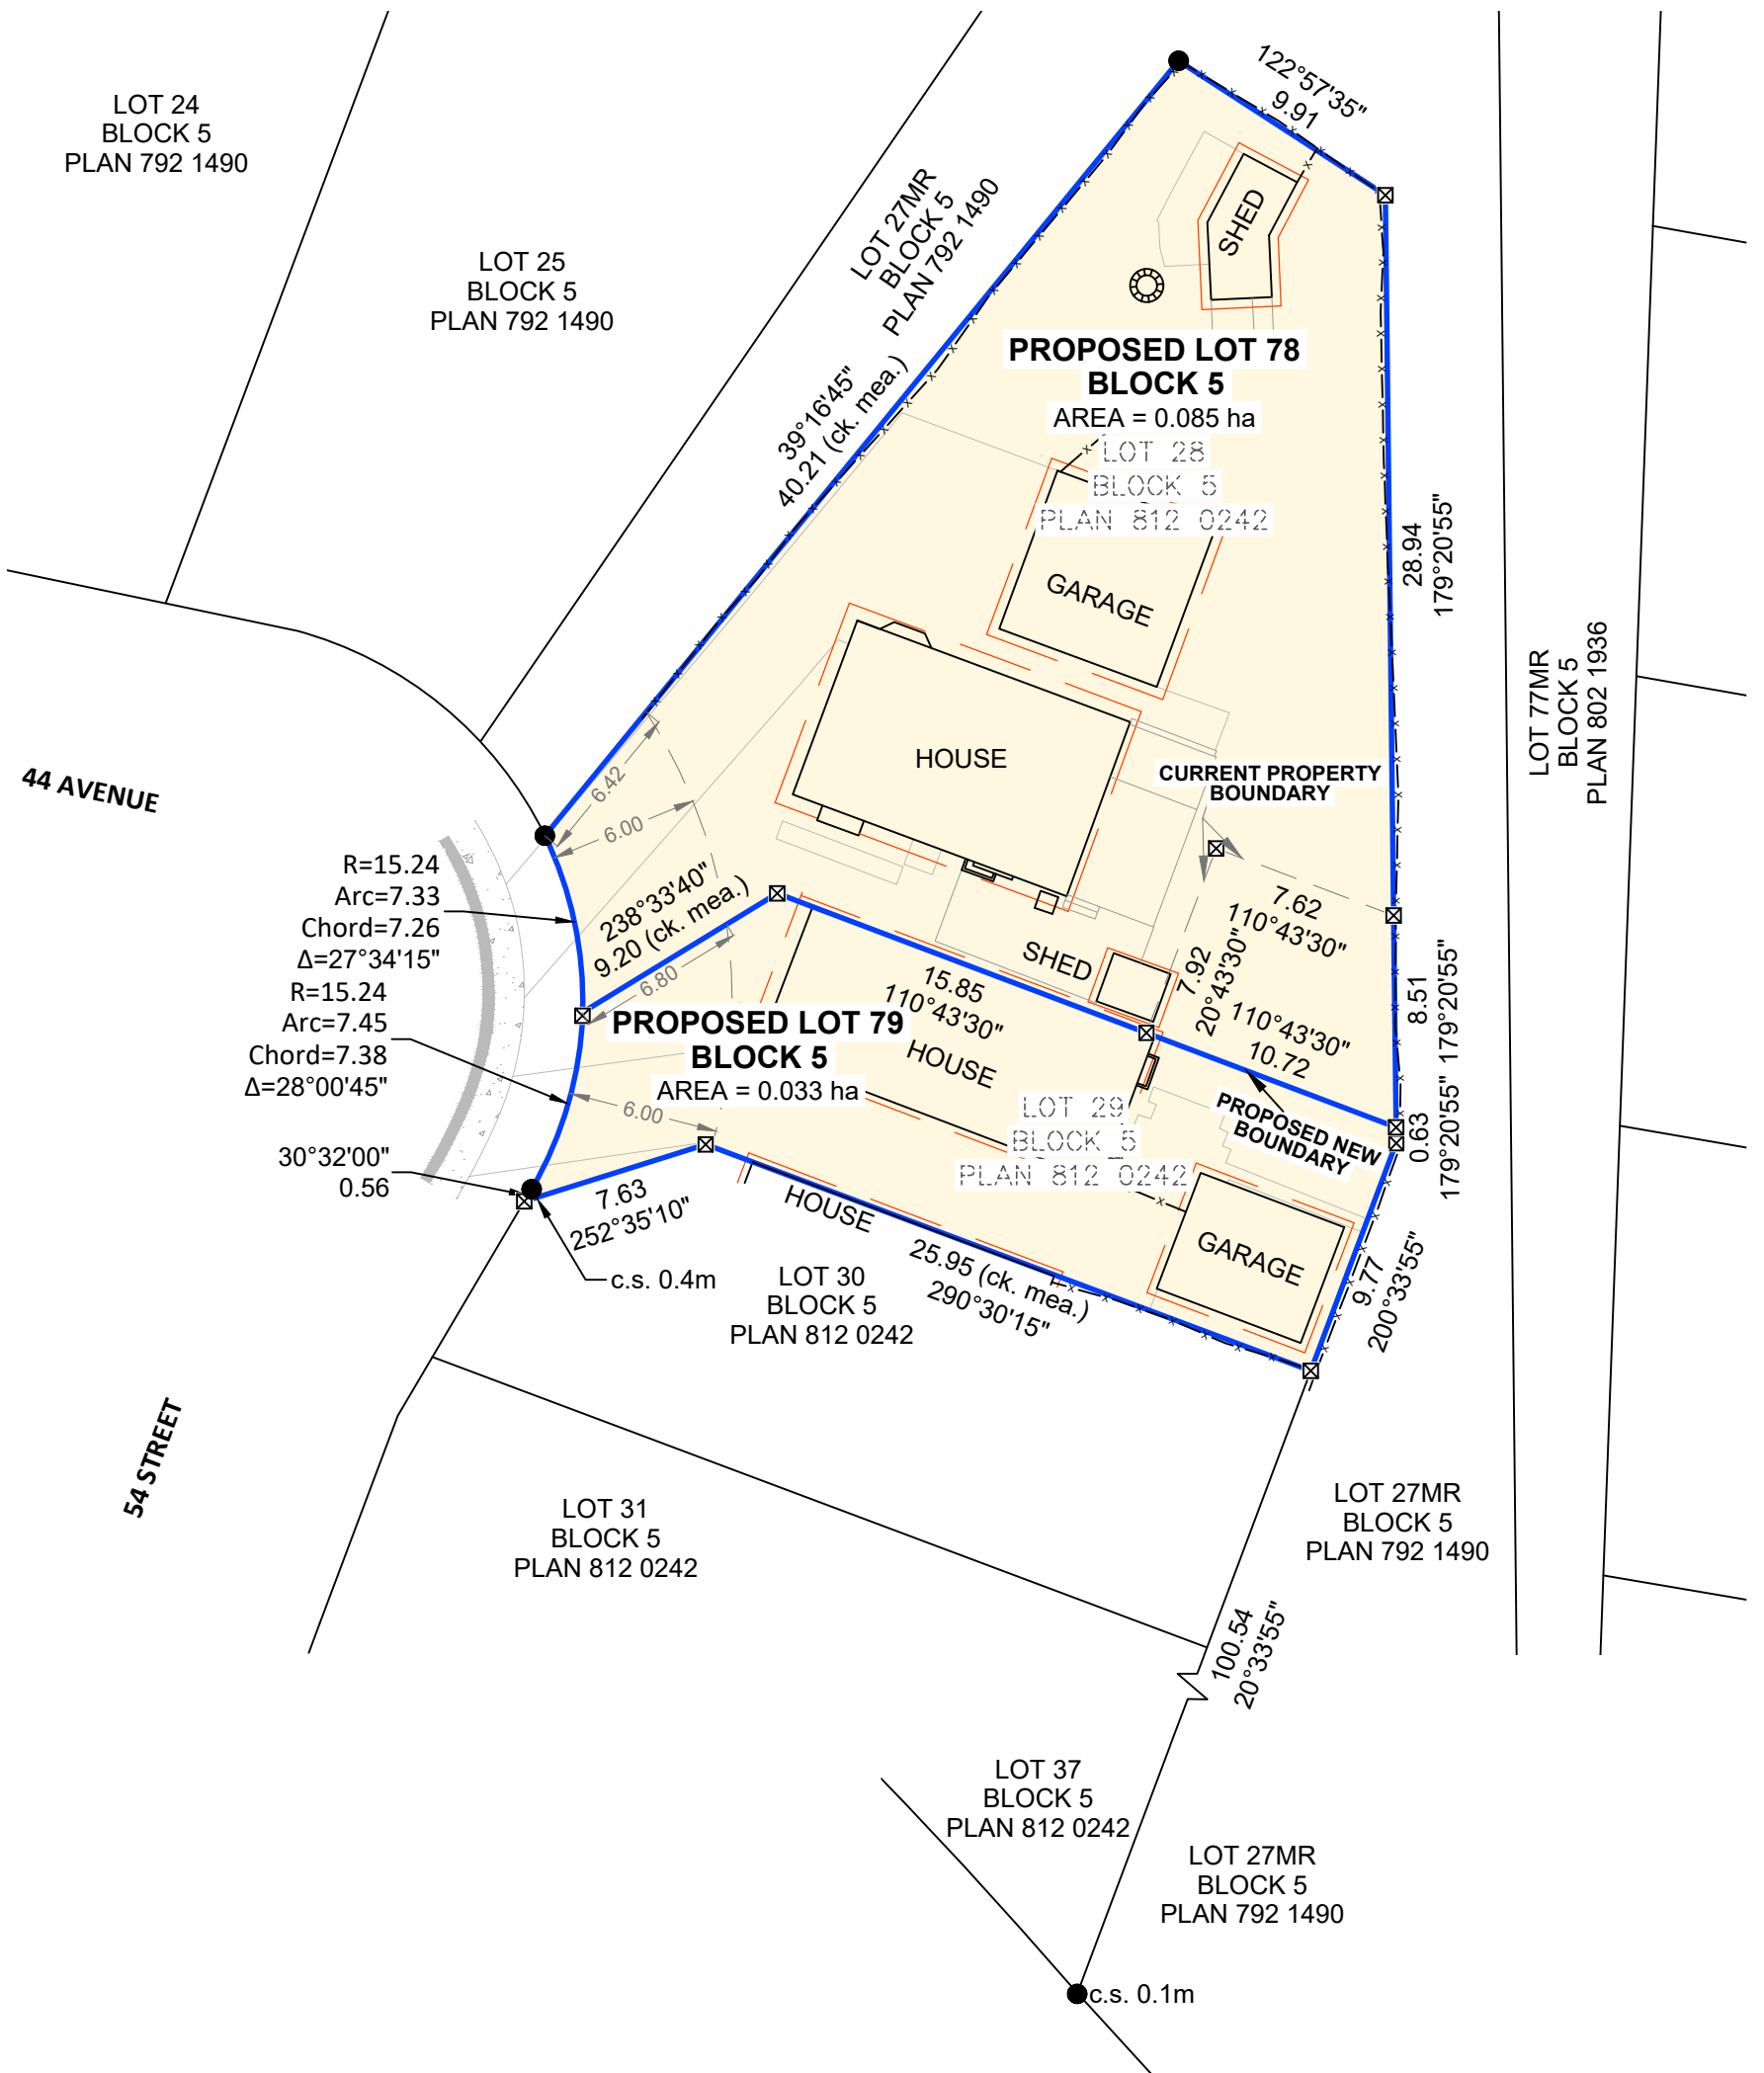 122°57'35"
9.91
LOT 24
BLOCK 5
PLAN 792 1490
LOT 27MR
BLOCK 5
PLAN 792 1490
SHED
LOT 25
BLOCK 5
PLAN 792 1490
PROPOSED LOT 78
BLOCK 5
AREA = 0.085 ha
LOT 28
BLOCK 5
PLAN 812 0242
39°16'45"
40.21 (ck. mea.)
28.94
179°20'55"
GARAGE
LOT 77MR
BLOCK 5
PLAN 802 1936
HOUSE
44 AVENUE
6.42
6.00
CURRENT PROPERTY
BOUNDARY
R=15.24
Arc=7.33
Chord=7.26
Δ=27°34'15"
238°33'40"
9.20 (ck. mea.)
6.80
7.62
110°43'30"
SHED
7.92
20°43'30"
15.85
110°43'30"
8.51
179°20'55"
R=15.24
Arc=7.45
Chord=7.38
Δ=28°00'45"
PROPOSED LOT 79
BLOCK 5
AREA = 0.033 ha
HOUSE
110°43'30"
10.72
6.00
LOT 29
BLOCK 5
PLAN 812 0242
PROPOSED NEW
BOUNDARY
0.63
179°20'55"
30°32'00"
0.56
7.63
252°35'10"
c.s. 0.4m
HOUSE
25.95 (ck. mea.)
290°30'15"
GARAGE
9.77
200°33'55"
LOT 30
BLOCK 5
PLAN 812 0242
54 STREET
LOT 31
BLOCK 5
PLAN 812 0242
LOT 27MR
BLOCK 5
PLAN 792 1490
100.54
20°33'55"
LOT 37
BLOCK 5
PLAN 812 0242
LOT 27MR
BLOCK 5
PLAN 792 1490
c.s. 0.1m